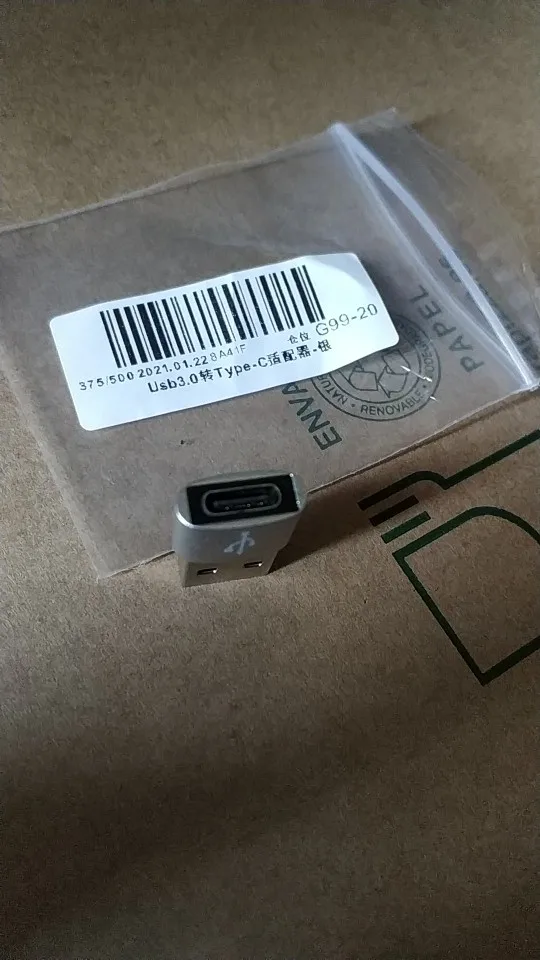 仓位 G99-20
375/500 2021.01.22 8A41F
Usb3.0转Type-C适配器-银
PAPEL
ENVA
RENOVABLE